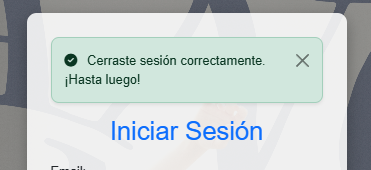 Cerraste sesión correctamente.
¡Hasta luego!
Iniciar Sesión
Email: